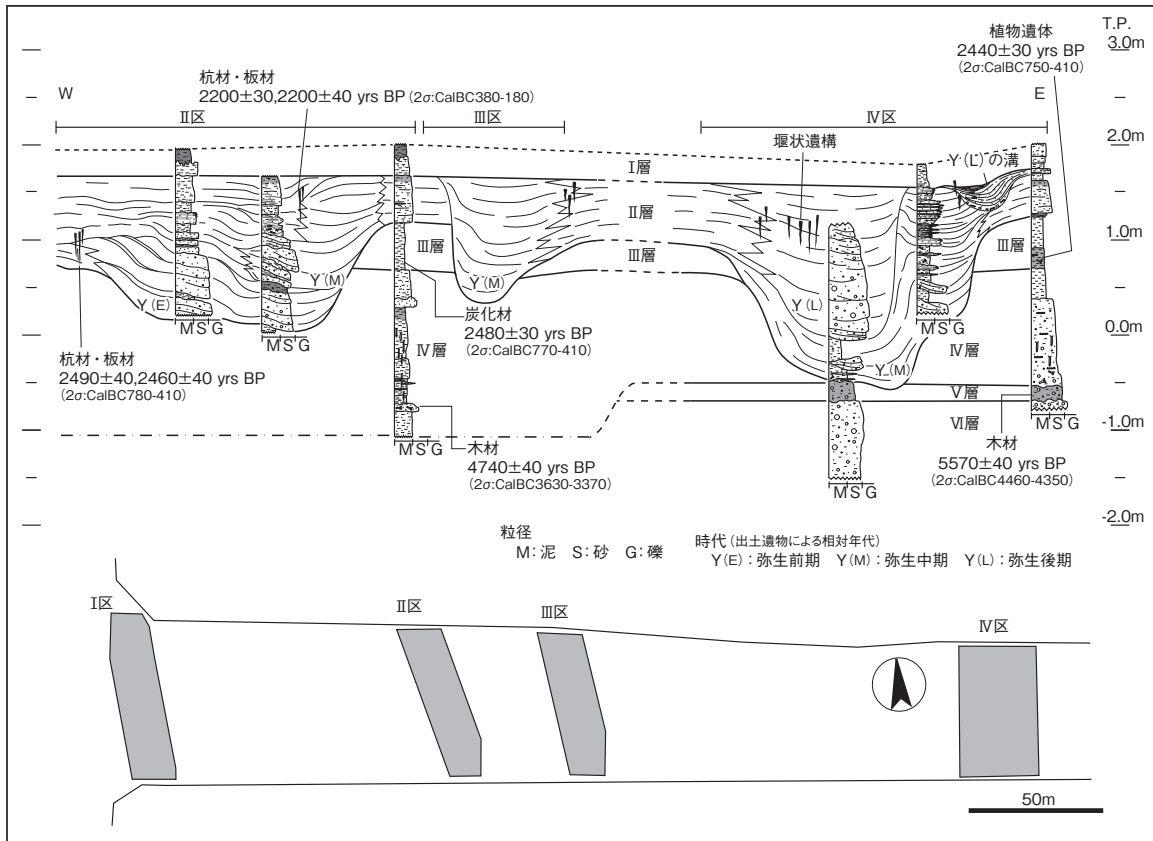 T.P.
3.0m
2.0m
1.0m
0.0m
-1.0m
-2.0m
植物遺体
2440±30 yrs BP
(2σ:CalBC750-410)
W
E
杭材・板材
2200±30,2200±40 yrs BP (2σ:CalBC380-180)
Ⅱ区
Ⅲ区
Ⅳ区
堰状遺構
Y(L)の溝
Ⅰ層
Ⅱ層
Ⅱ層
Ⅲ層
Ⅲ層
Ⅲ層
Y(E)
Y(M)
Y(M)
Y(L)
Y(M)
M S G
M S G
M S G
炭化材
2480±30 yrs BP
(2σ:CalBC770-410)
Ⅳ層
Ⅳ層
杭材・板材
2490±40,2460±40 yrs BP
(2σ:CalBC780-410)
Ⅴ層
Ⅵ層
M S G
M S G
M S G
木材
4740±40 yrs BP
(2σ:CalBC3630-3370)
木材
5570±40 yrs BP
(2σ:CalBC4460-4350)
粒径
M:泥 S:砂 G:礫
時代(出土遺物による相対年代)
Y(E):弥生前期 Y(M):弥生中期 Y(L):弥生後期
Ⅰ区
Ⅱ区
Ⅲ区
Ⅳ区
50m